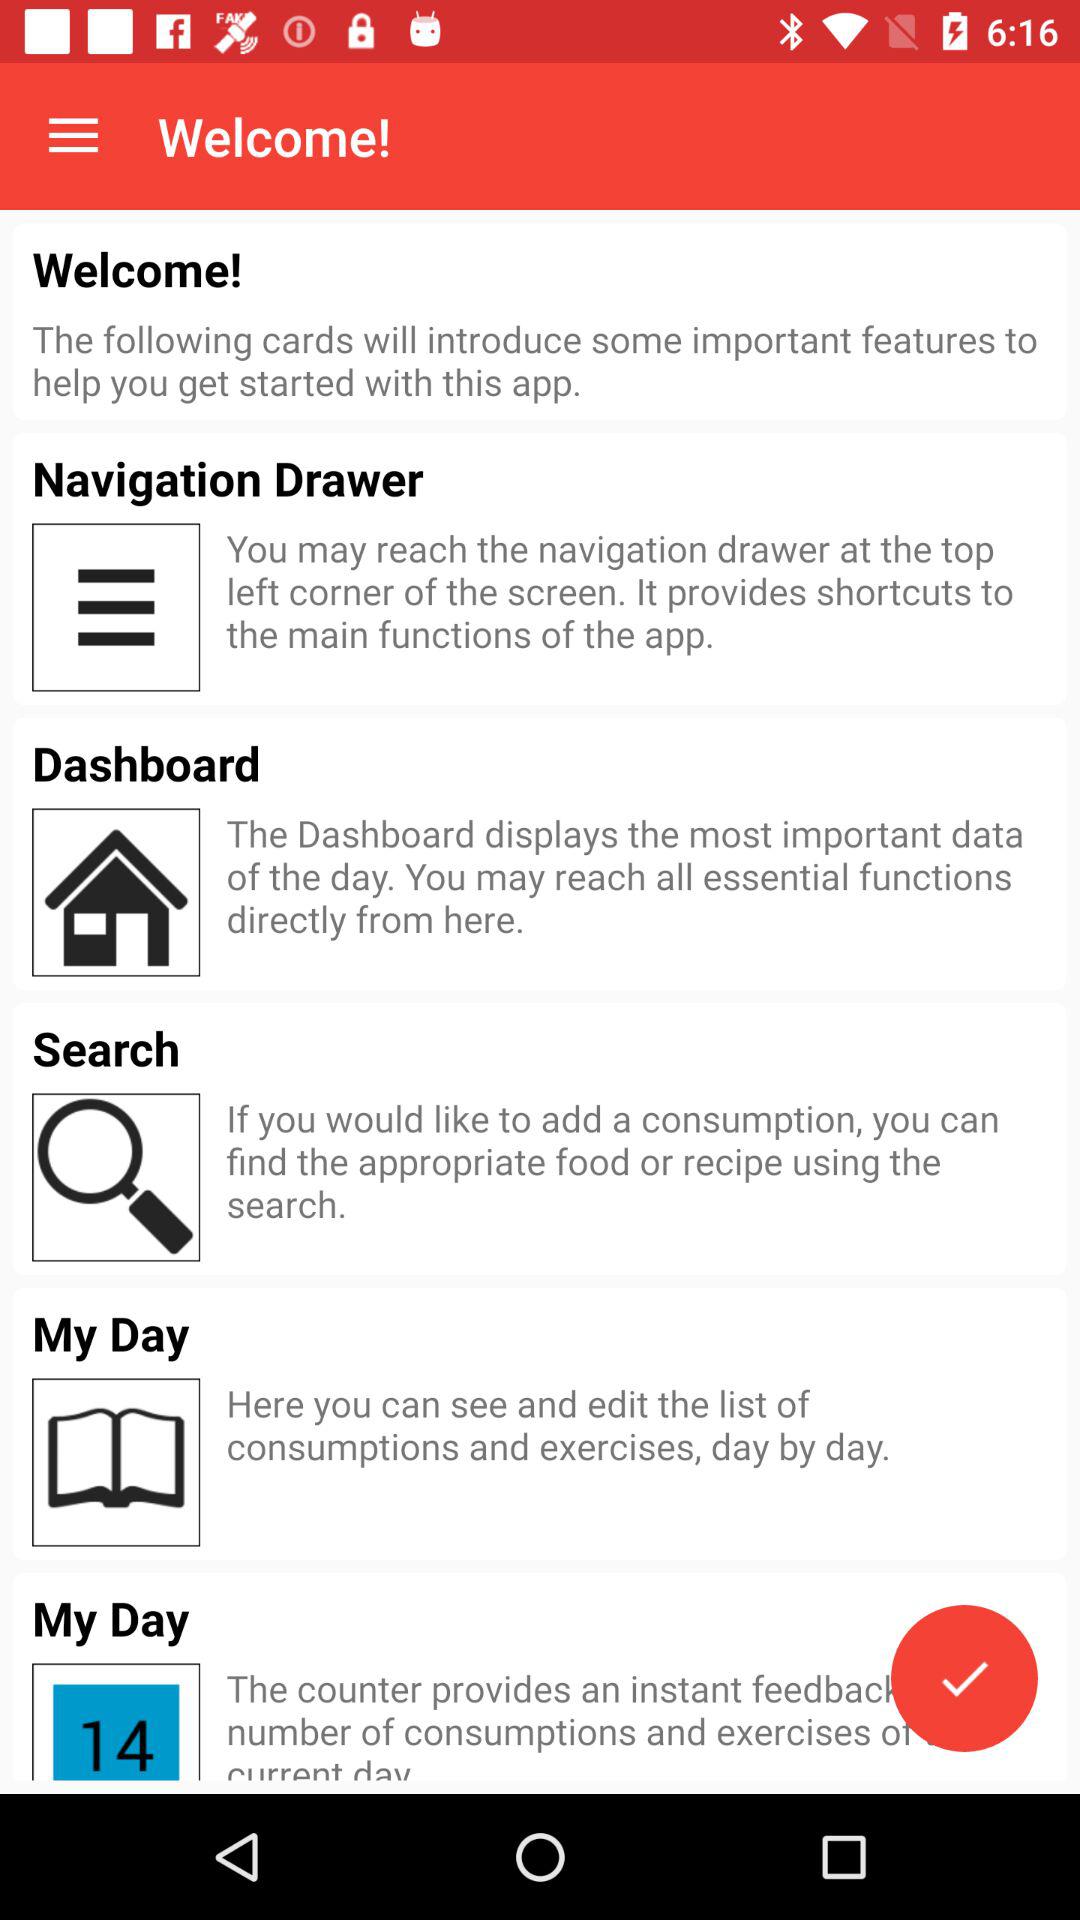 FAKE
6:16
Welcome!
Welcome!
The following cards will introduce some important features to
help you get started with this app.
Navigation Drawer
You may reach the navigation drawer at the top
left corner of the screen. It provides shortcuts to
the main functions of the app.
Dashboard
The Dashboard displays the most important data
of the day. You may reach all essential functions
directly from here.
Search
If you would like to add a consumption, you can
find the appropriate food or recipe using the
search.
My Day
Here you can see and edit the list of
consumptions and exercises, day by day.
My Day
14
The counter provides an instant feedback
number of consumptions and exercises of
current day